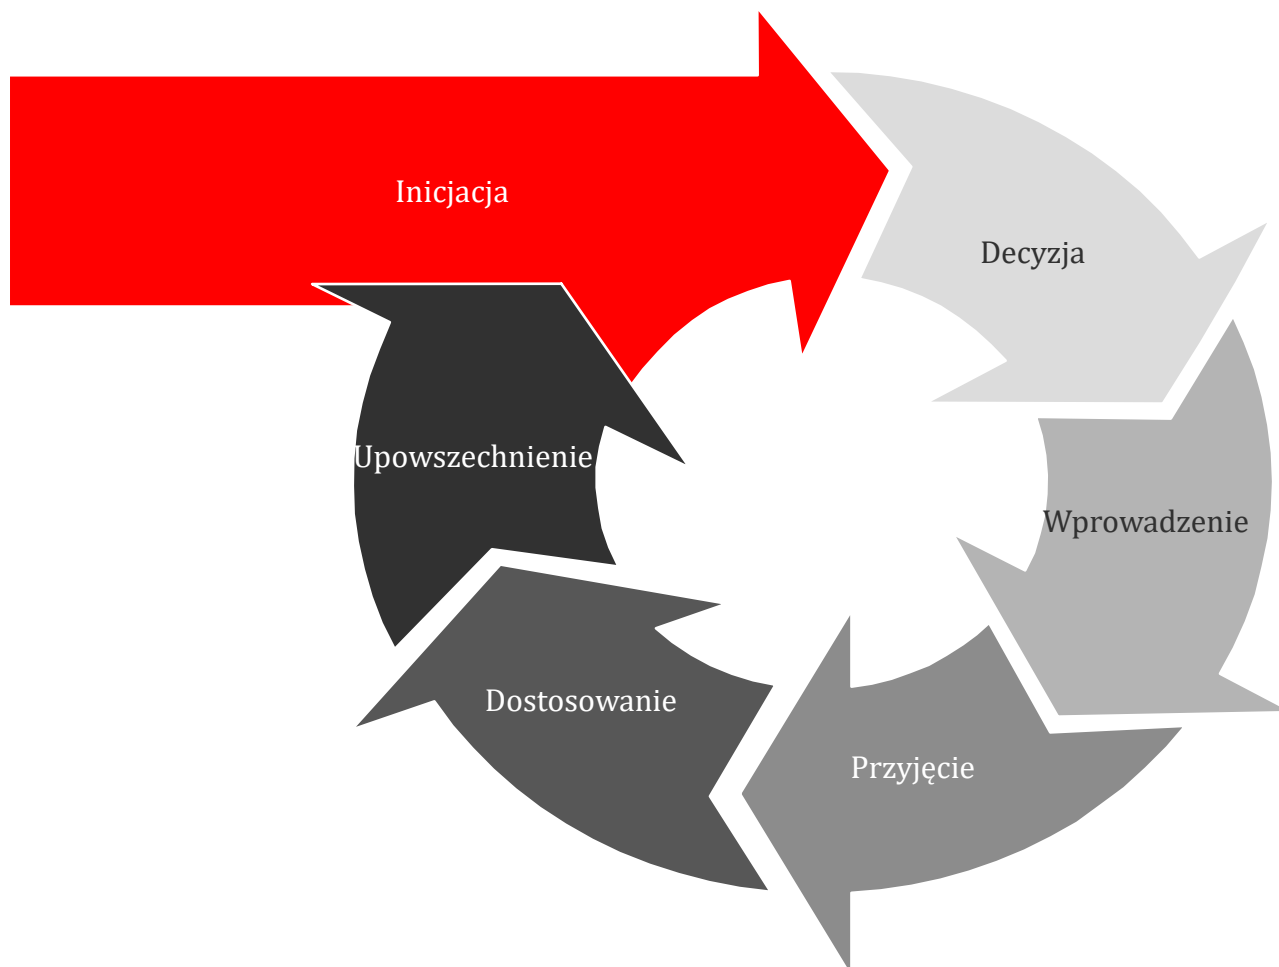 Inicjacja
Decyzja
Wprowadzenie
Przyjęcie
Dostosowanie
Upowszechnienie